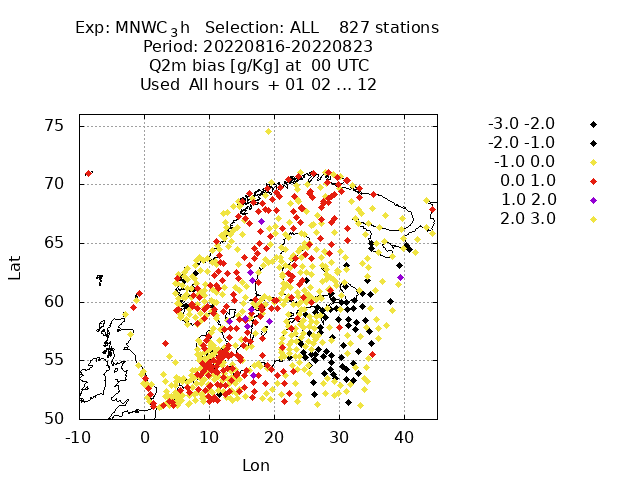 Exp: MNWC_3h Selection: ALL 827 stations
Period: 20220816-20220823
Q2m bias [g/Kg] at 00 UTC
Used All hours + 01 02 ... 12
-3.0 -2.0
-2.0 -1.0
-1.0 0.0
0.0 1.0
1.0 2.0
2.0 3.0
75
70
65
60
55
50
Lat
-10 0 10 20 30 40
Lon